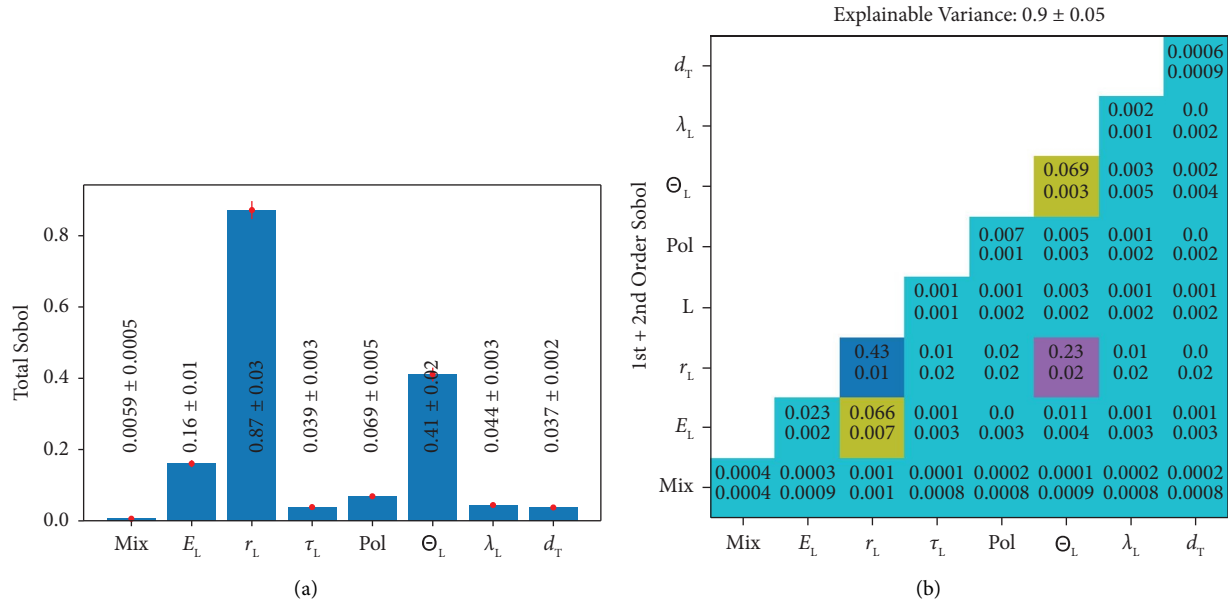 Total Sobol
0.8
0.6
0.4
0.2
0.0
0.0059 ± 0.0005
0.16 ± 0.01
0.87 ± 0.03
0.039 ± 0.003
0.069 ± 0.005
0.41 ± 0.02
0.044 ± 0.003
0.037 ± 0.002
Mix E_L r_L τ_L Pol Θ_L λ_L d_T
(a)
Explainable Variance: 0.9 ± 0.05
1st + 2nd Order Sobol
d_T 0.0006
0.0009
λ_L 0.002 0.0
0.001 0.002
Θ_L 0.069 0.003 0.002
0.003 0.005 0.004
Pol 0.007 0.005 0.001 0.0
0.001 0.003 0.002 0.002
L 0.001 0.001 0.003 0.001 0.001
0.001 0.002 0.002 0.002 0.002
r_L 0.43 0.01 0.02 0.23 0.01 0.0
0.01 0.02 0.02 0.02 0.02 0.02
E_L 0.023 0.066 0.001 0.0 0.011 0.001 0.001
0.002 0.007 0.003 0.003 0.004 0.003 0.003
Mix 0.0004 0.0003 0.001 0.0001 0.0002 0.0001 0.0002 0.0002
0.0004 0.0009 0.001 0.0008 0.0008 0.0009 0.0008 0.0008
Mix E_L r_L τ_L Pol Θ_L λ_L d_T
(b)